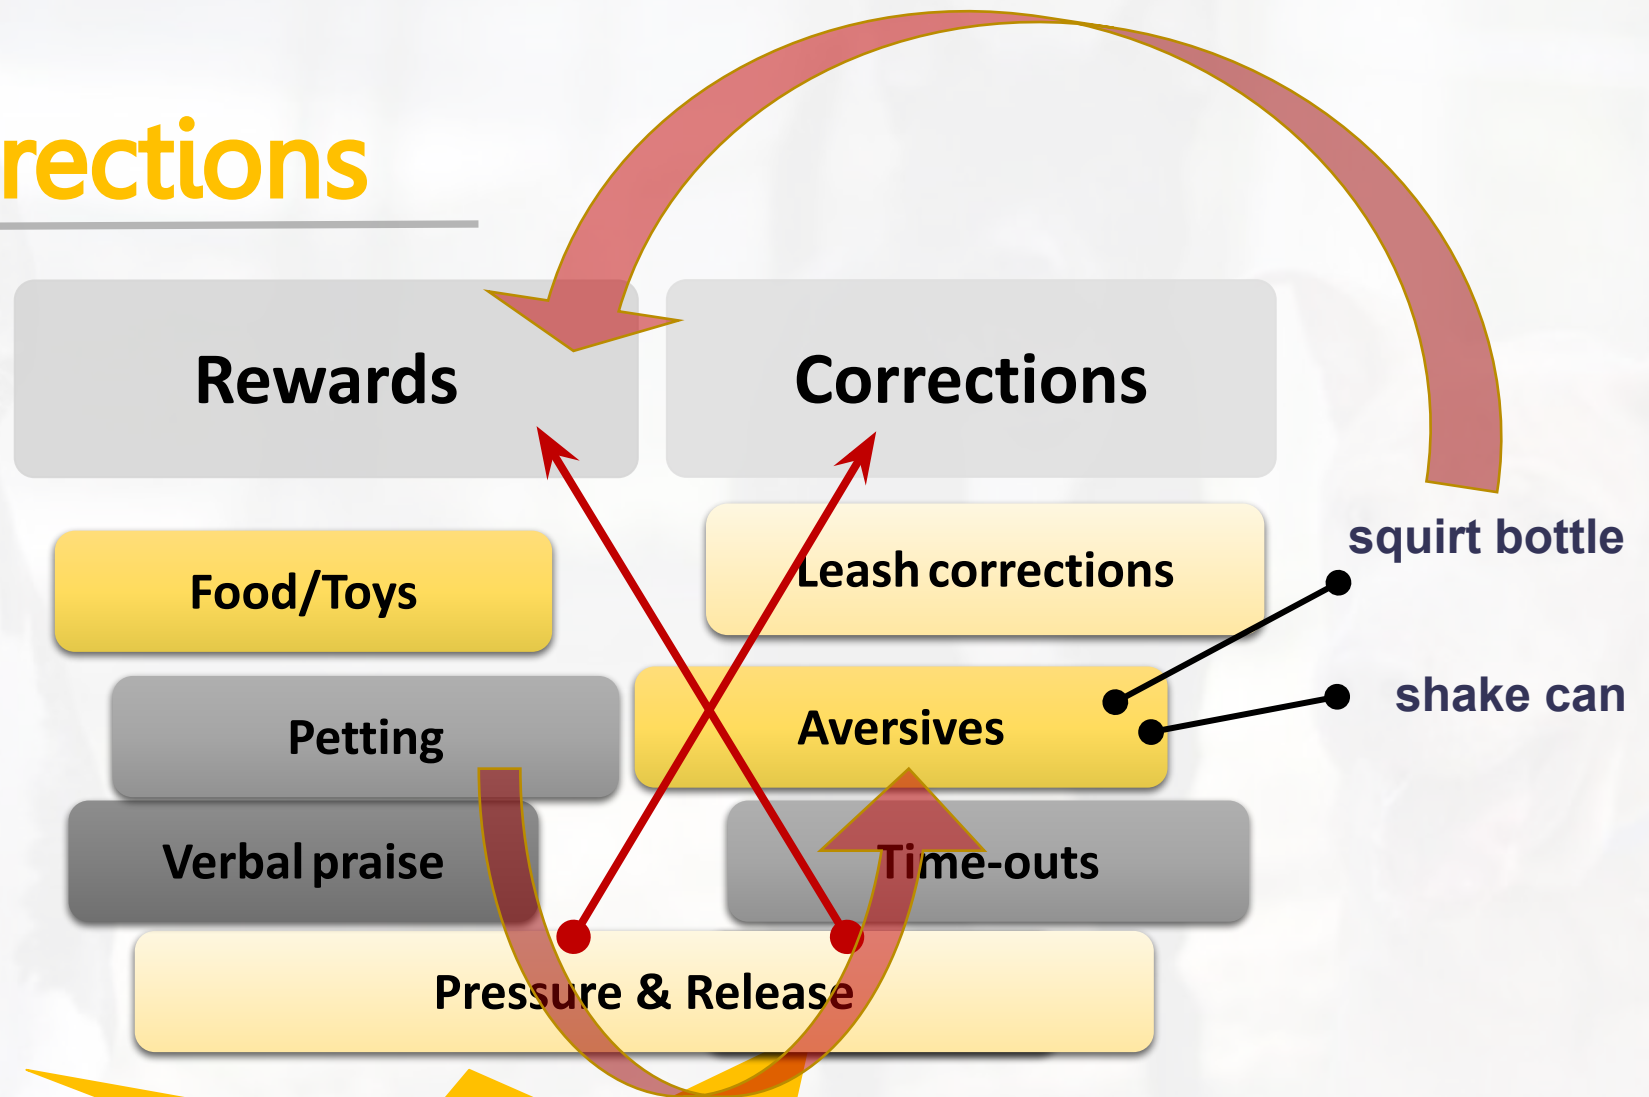 rections
Rewards
Corrections
Food/Toys
Leash corrections
squirt bottle
Petting
Aversives
shake can
Verbal praise
Time-outs
Pressure & Release